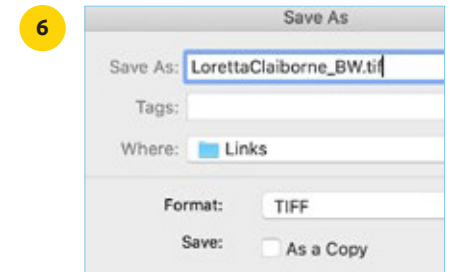 6
Save As
Save As: LorettaClaiborne_BW.tif
Tags:
Where: Links
Format: TIFF
Save: As a Copy